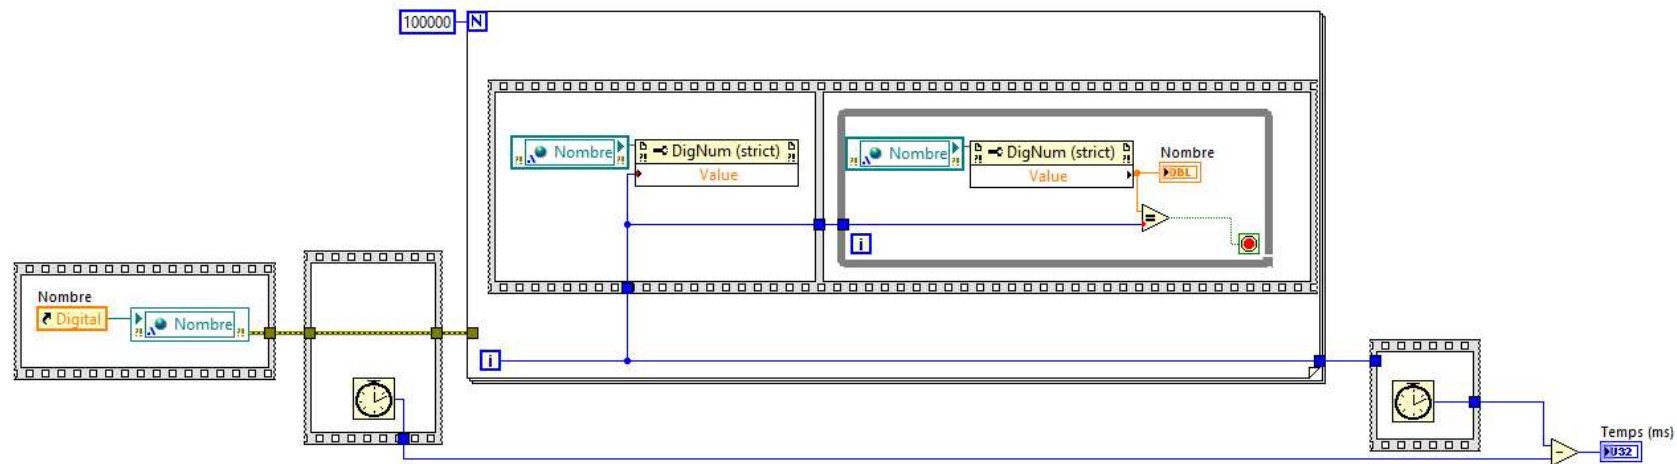 100000
N
Nombre
DigNum (strict)
Value
Nombre
DigNum (strict)
Value
Nombre
DBL
=
i
Nombre
Digital
Nombre
i
Temps (ms)
U32
-